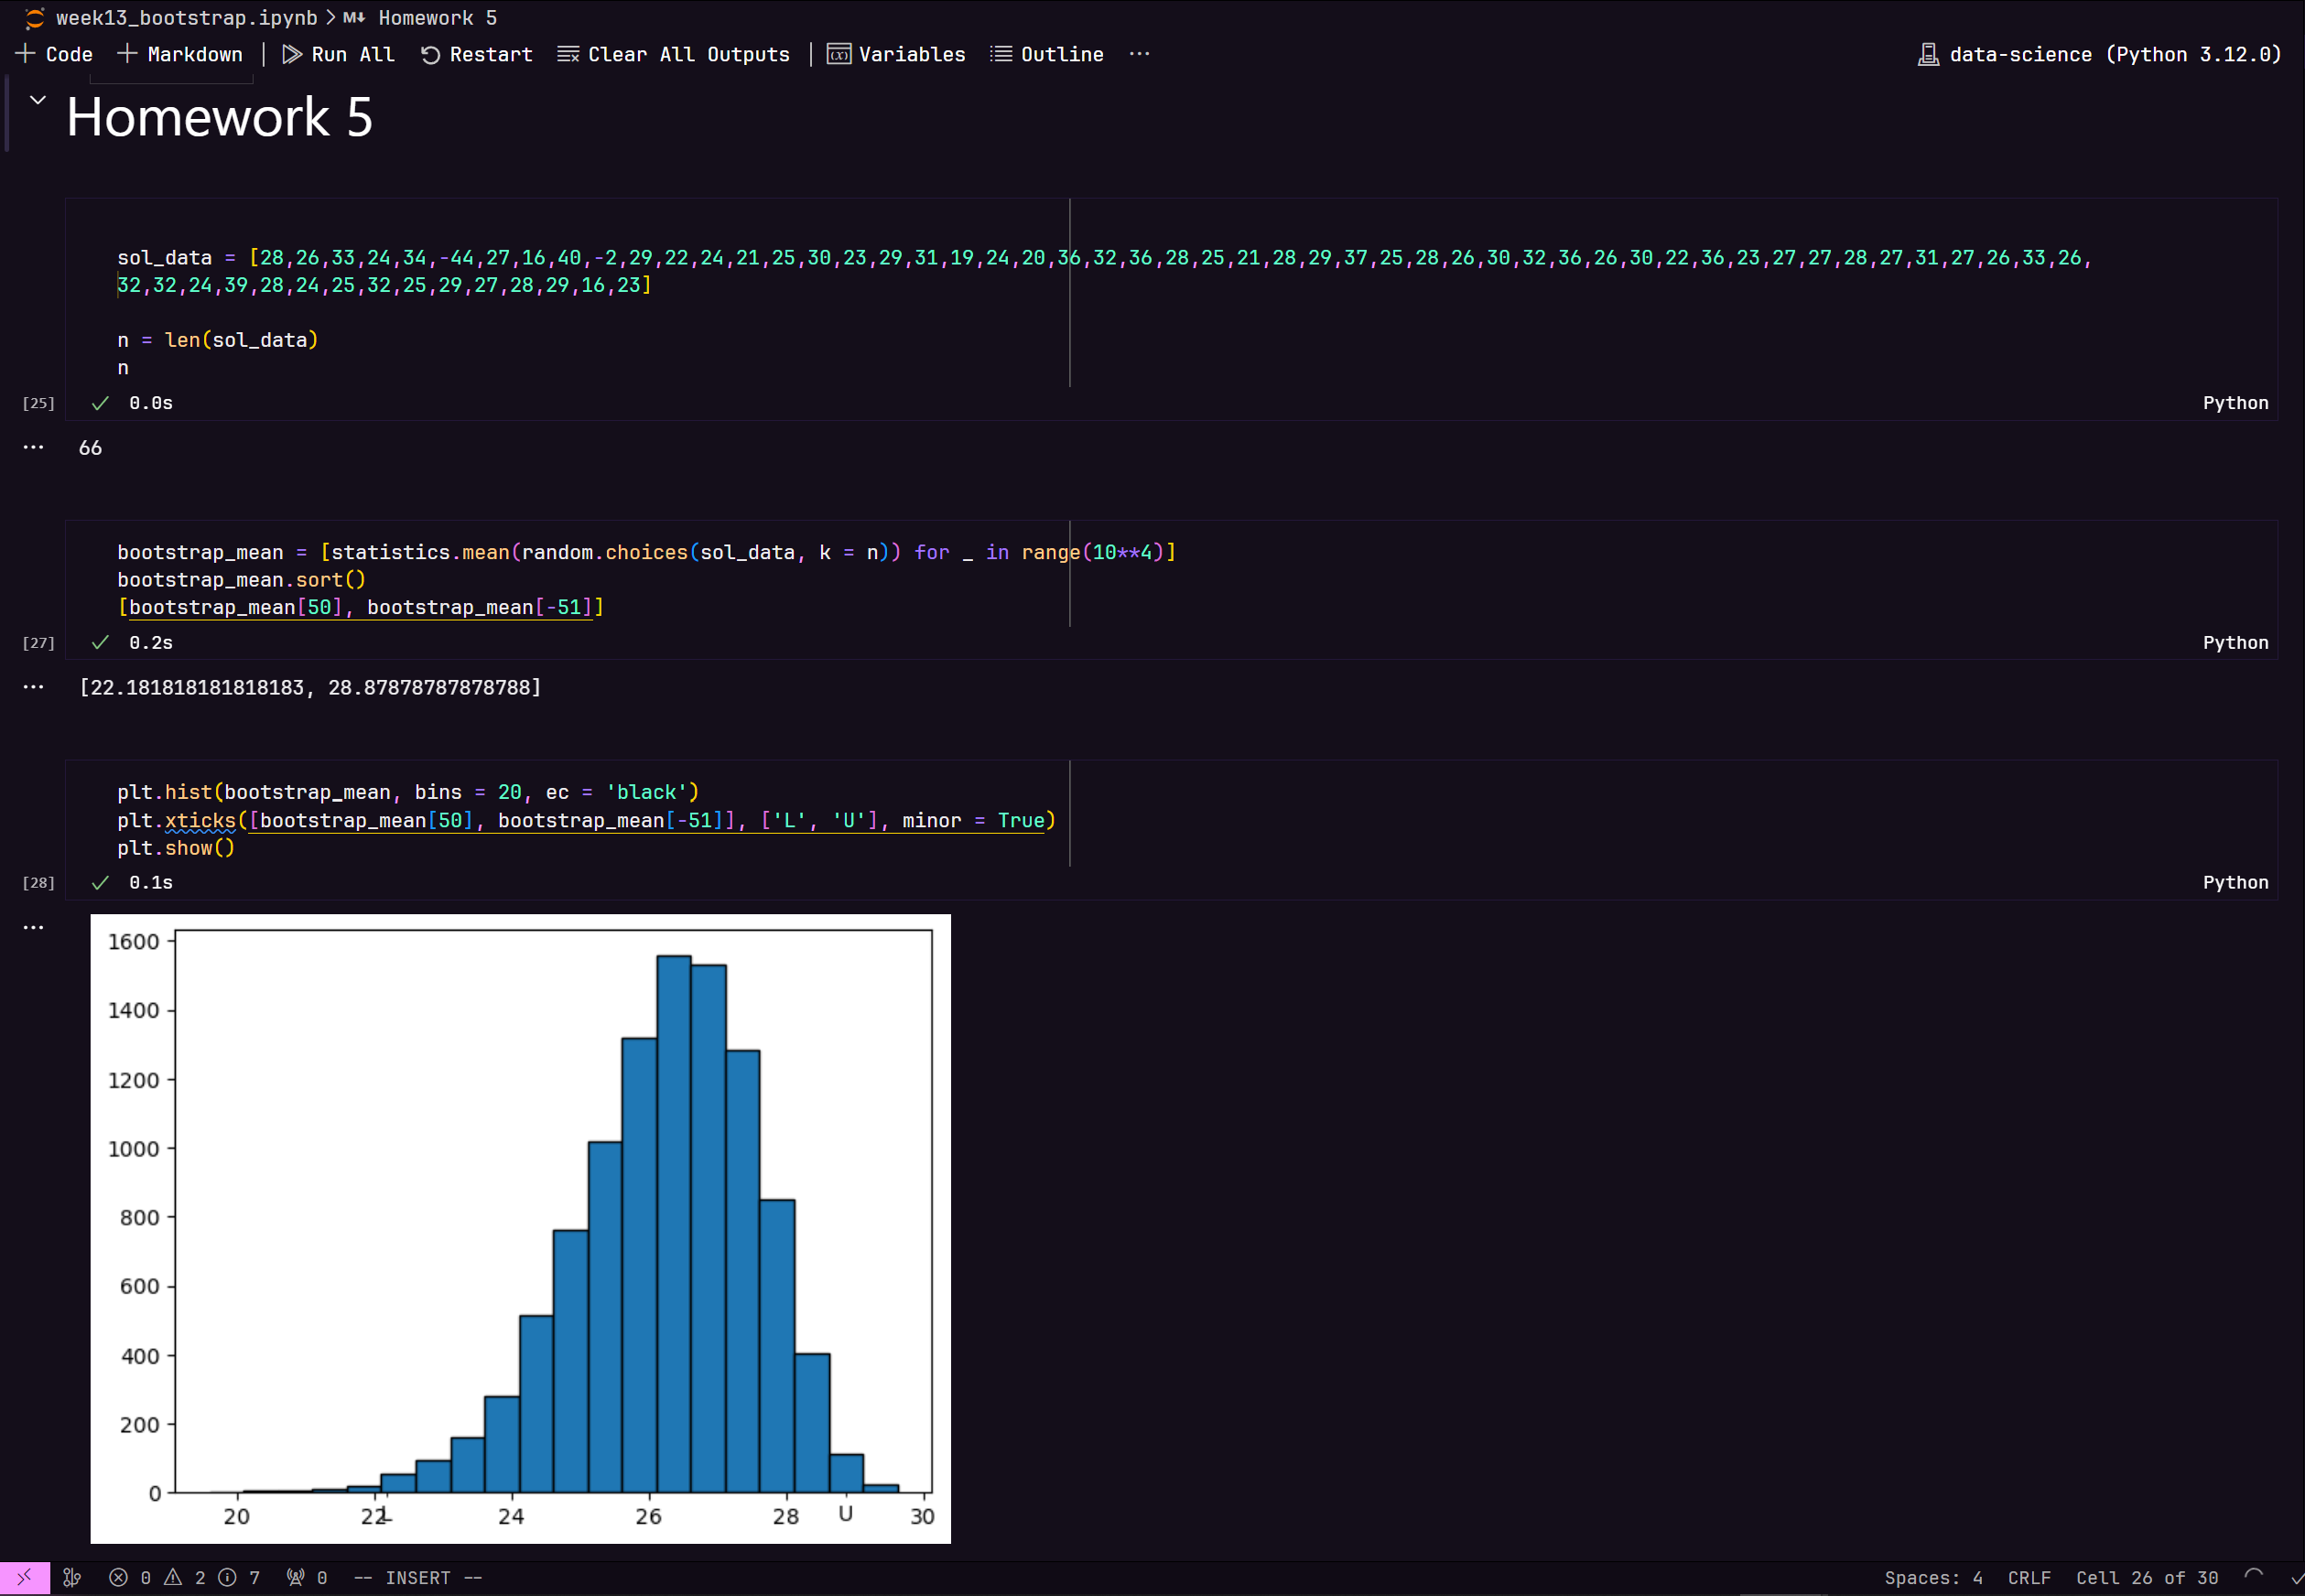 week13_bootstrap.ipynb > M↓ Homework 5
+ Code + Markdown | Run All Restart Clear All Outputs | Variables Outline ... data-science (Python 3.12.0)
Homework 5
sol_data = [28,26,33,24,34,-44,27,16,40,-2,29,22,24,21,25,30,23,29,31,19,24,20,36,32,36,28,25,21,28,29,37,25,28,26,30,32,36,26,30,22,36,23,27,27,28,27,31,27,26,33,26,
32,32,24,39,28,24,25,32,25,29,27,28,29,16,23]
n = len(sol_data)
n
[25] 0.0s Python
66
bootstrap_mean = [statistics.mean(random.choices(sol_data, k = n)) for _ in range(10**4)]
bootstrap_mean.sort()
[bootstrap_mean[50], bootstrap_mean[-51]]
[27] 0.2s Python
[22.181818181818183, 28.87878787878788]
plt.hist(bootstrap_mean, bins = 20, ec = 'black')
plt.xticks([bootstrap_mean[50], bootstrap_mean[-51]], ['L', 'U'], minor = True)
plt.show()
[28] 0.1s Python
1600
1400
1200
1000
800
600
400
200
0
20 22 L 24 26 28 U 30
0 2 7 0 -- INSERT -- Spaces: 4 CRLF Cell 26 of 30